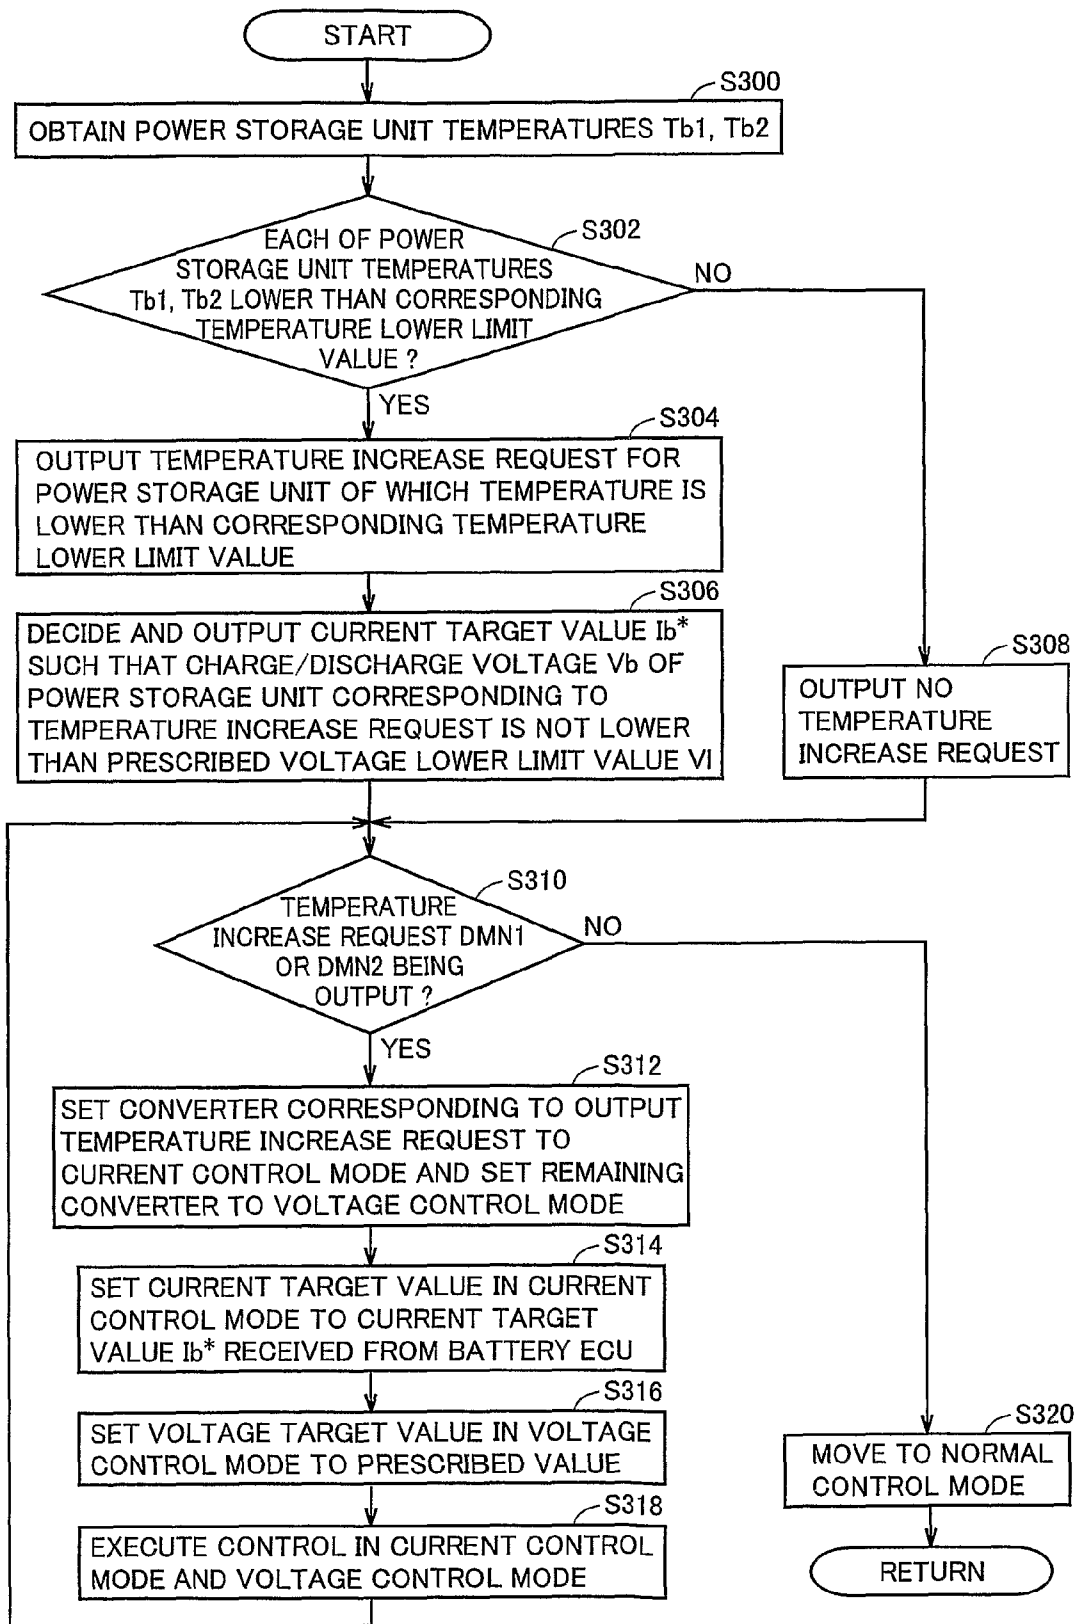 START
S300
OBTAIN POWER STORAGE UNIT TEMPERATURES Tb1, Tb2
S302
EACH OF POWER
STORAGE UNIT TEMPERATURES
Tb1, Tb2 LOWER THAN CORRESPONDING
TEMPERATURE LOWER LIMIT
VALUE ?
NO
YES
S304
OUTPUT TEMPERATURE INCREASE REQUEST FOR
POWER STORAGE UNIT OF WHICH TEMPERATURE IS
LOWER THAN CORRESPONDING TEMPERATURE
LOWER LIMIT VALUE
S306
DECIDE AND OUTPUT CURRENT TARGET VALUE Ib*
SUCH THAT CHARGE/DISCHARGE VOLTAGE Vb OF
POWER STORAGE UNIT CORRESPONDING TO
TEMPERATURE INCREASE REQUEST IS NOT LOWER
THAN PRESCRIBED VOLTAGE LOWER LIMIT VALUE Vl
S308
OUTPUT NO
TEMPERATURE
INCREASE REQUEST
S310
TEMPERATURE
INCREASE REQUEST DMN1
OR DMN2 BEING
OUTPUT ?
NO
YES
S312
SET CONVERTER CORRESPONDING TO OUTPUT
TEMPERATURE INCREASE REQUEST TO
CURRENT CONTROL MODE AND SET REMAINING
CONVERTER TO VOLTAGE CONTROL MODE
S314
SET CURRENT TARGET VALUE IN CURRENT
CONTROL MODE TO CURRENT TARGET
VALUE Ib* RECEIVED FROM BATTERY ECU
S316
SET VOLTAGE TARGET VALUE IN VOLTAGE
CONTROL MODE TO PRESCRIBED VALUE
S318
EXECUTE CONTROL IN CURRENT CONTROL
MODE AND VOLTAGE CONTROL MODE
S320
MOVE TO NORMAL
CONTROL MODE
RETURN